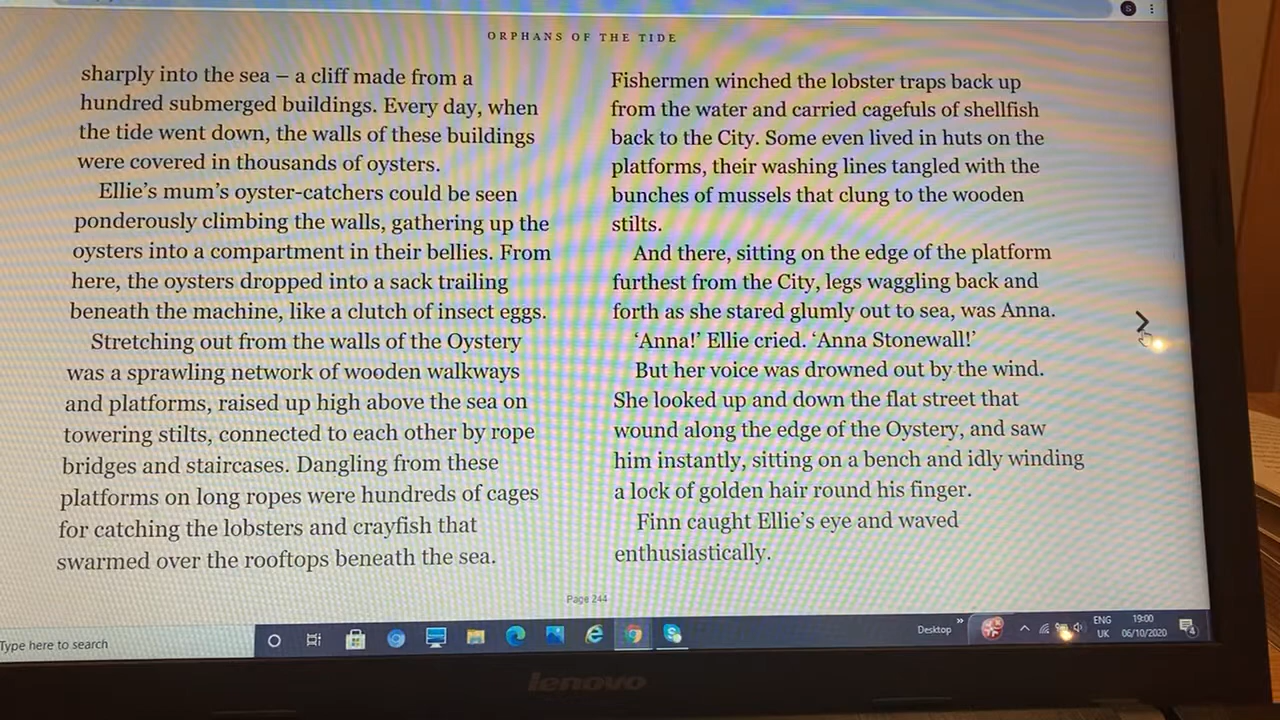 ORPHANS OF THE TIDE
sharply into the sea – a cliff made from a
hundred submerged buildings. Every day, when
the tide went down, the walls of these buildings
were covered in thousands of oysters.
Ellie’s mum’s oyster-catchers could be seen
ponderously climbing the walls, gathering up the
oysters into a compartment in their bellies. From
here, the oysters dropped into a sack trailing
beneath the machine, like a clutch of insect eggs.
Stretching out from the walls of the Oystery
was a sprawling network of wooden walkways
and platforms, raised up high above the sea on
towering stilts, connected to each other by rope
bridges and staircases. Dangling from these
platforms on long ropes were hundreds of cages
for catching the lobsters and crayfish that
swarmed over the rooftops beneath the sea.
Fishermen winched the lobster traps back up
from the water and carried cagefuls of shellfish
back to the City. Some even lived in huts on the
platforms, their washing lines tangled with the
bunches of mussels that clung to the wooden
stilts.
And there, sitting on the edge of the platform
furthest from the City, legs waggling back and
forth as she stared glumly out to sea, was Anna.
‘Anna!’ Ellie cried. ‘Anna Stonewall!’
But her voice was drowned out by the wind.
She looked up and down the flat street that
wound along the edge of the Oystery, and saw
him instantly, sitting on a bench and idly winding
a lock of golden hair round his finger.
Finn caught Ellie’s eye and waved
enthusiastically.
Page 244
Type here to search
Desktop
ENG
UK
19:00
06/10/2020
4
lenovo
S